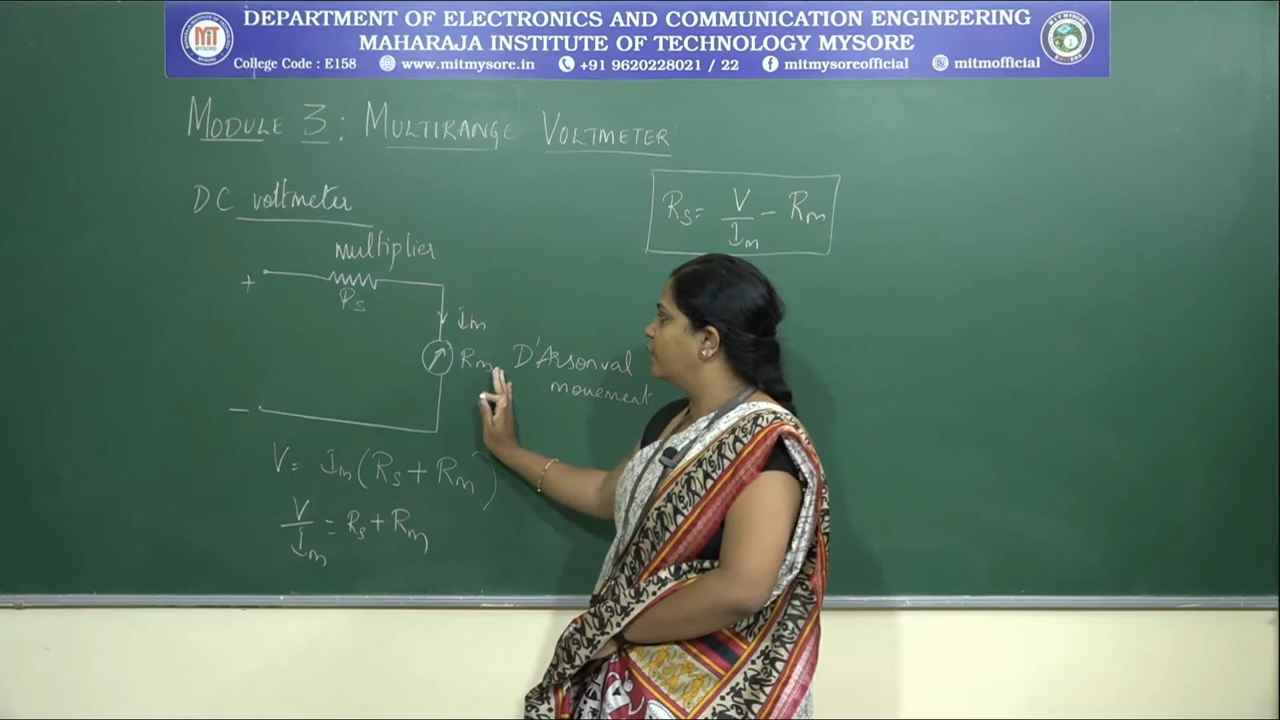 DEPARTMENT OF ELECTRONICS AND COMMUNICATION ENGINEERING
MAHARAJA INSTITUTE OF TECHNOLOGY MYSORE
College Code : E158 www.mitmysore.in +91 9620228021 / 22 mitmysoreofficial mitmofficial
MIT
MYSORE
MODULE 3 : MULTIRANGE VOLTMETER
DC voltmeter
multiplier
+
Rs
Im
Rm D'Arsonval
movement
−
V = Im (Rs + Rm)
V/Im = Rs + Rm
Rs = V/Im − Rm